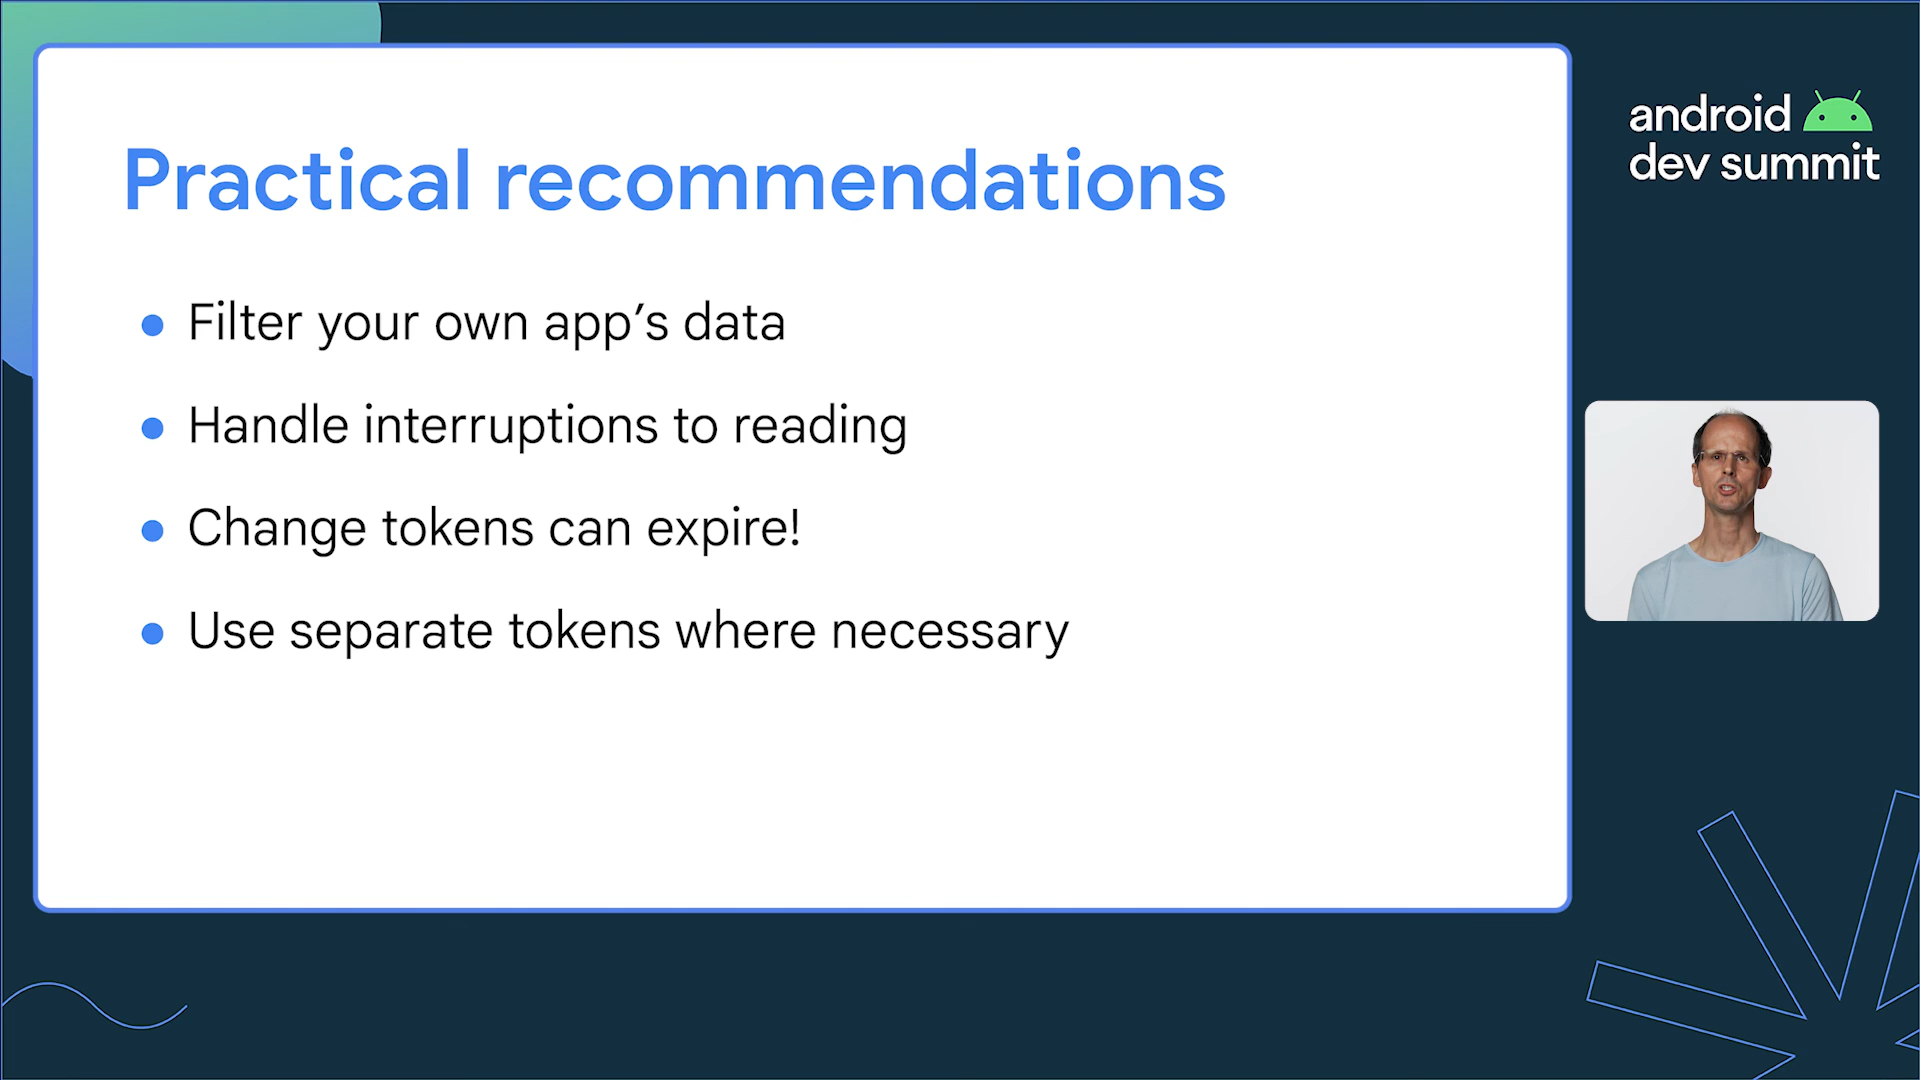 Practical recommendations
● Filter your own app’s data
● Handle interruptions to reading
● Change tokens can expire!
● Use separate tokens where necessary
android
dev summit